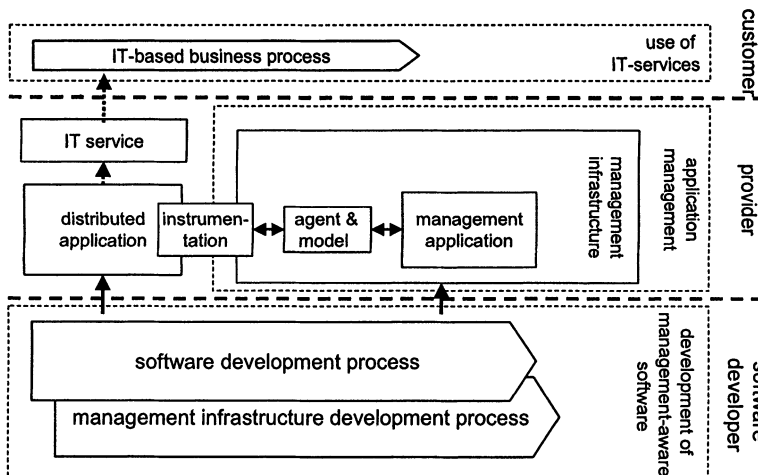 IT-based business process
use of
IT-services
customer
IT service
distributed
application
instrumen-
tation
agent &
model
management
application
management
infrastructure
application
management
provider
software development process
management infrastructure development process
development of
management-aware
software
software
developer